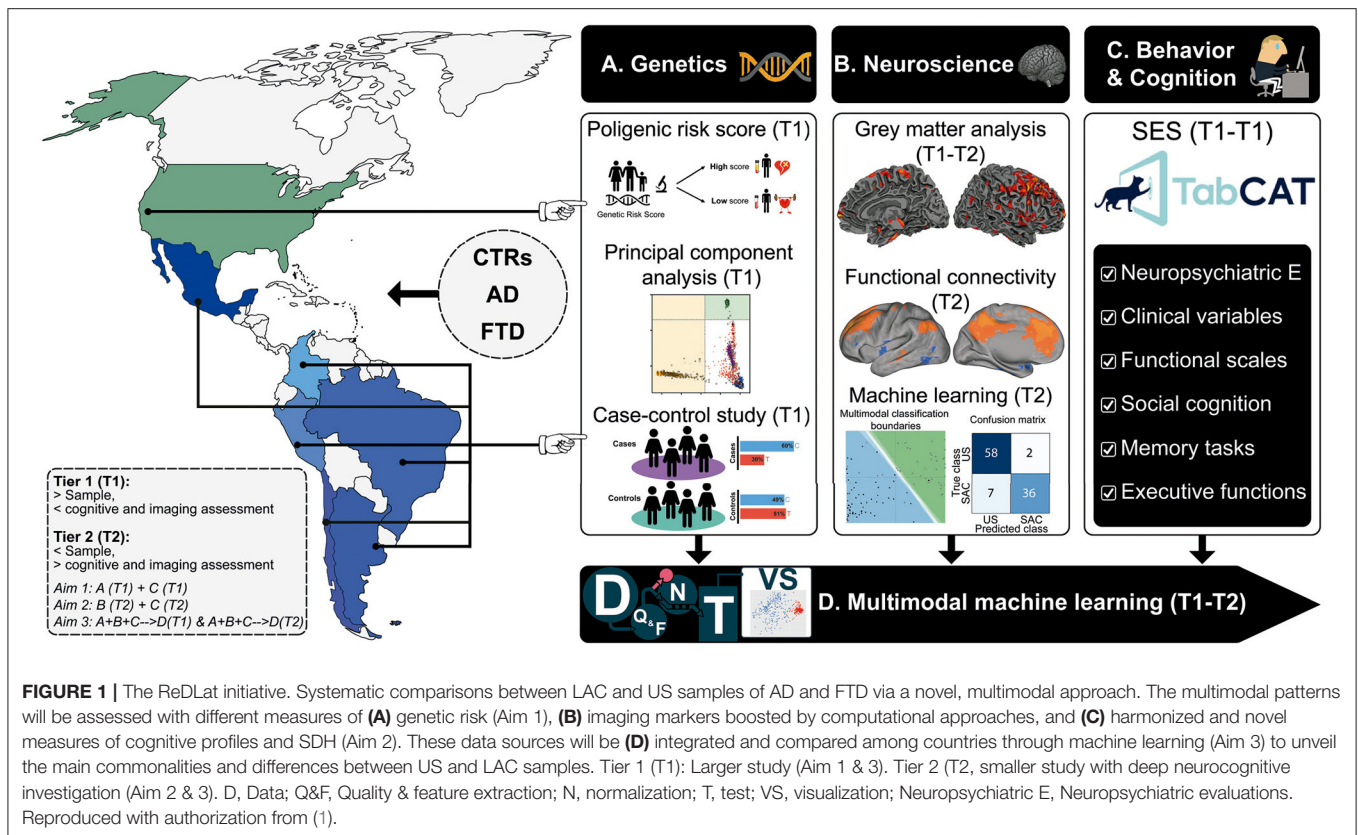 A. Genetics
B. Neuroscience
C. Behavior
& Cognition
Poligenic risk score (T1)
High score
Low score
Genetic Risk Score
Principal component
analysis (T1)
Case-control study (T1)
Cases
Cases
60%
C
30%
T
Controls
Controls
49%
C
51%
T
Grey matter analysis
(T1-T2)
Functional connectivity
(T2)
Machine learning (T2)
Multimodal classification
boundaries
Confusion matrix
True class
US
SAC
58
2
7
36
US
SAC
Predicted class
SES (T1-T1)
TabCAT
Neuropsychiatric E
Clinical variables
Functional scales
Social cognition
Memory tasks
Executive functions
CTRs
AD
FTD
Tier 1 (T1):
> Sample,
< cognitive and imaging assessment
Tier 2 (T2):
< Sample,
> cognitive and imaging assessment
Aim 1: A (T1) + C (T1)
Aim 2: B (T2) + C (T2)
Aim 3: A+B+C-->D(T1) & A+B+C-->D(T2)
D
Q&F
N
T
VS
D. Multimodal machine learning (T1-T2)
FIGURE 1 | The ReDLat initiative. Systematic comparisons between LAC and US samples of AD and FTD via a novel, multimodal approach. The multimodal patterns
will be assessed with different measures of (A) genetic risk (Aim 1), (B) imaging markers boosted by computational approaches, and (C) harmonized and novel
measures of cognitive profiles and SDH (Aim 2). These data sources will be (D) integrated and compared among countries through machine learning (Aim 3) to unveil
the main commonalities and differences between US and LAC samples. Tier 1 (T1): Larger study (Aim 1 & 3). Tier 2 (T2, smaller study with deep neurocognitive
investigation (Aim 2 & 3). D, Data; Q&F, Quality & feature extraction; N, normalization; T, test; VS, visualization; Neuropsychiatric E, Neuropsychiatric evaluations.
Reproduced with authorization from (1).